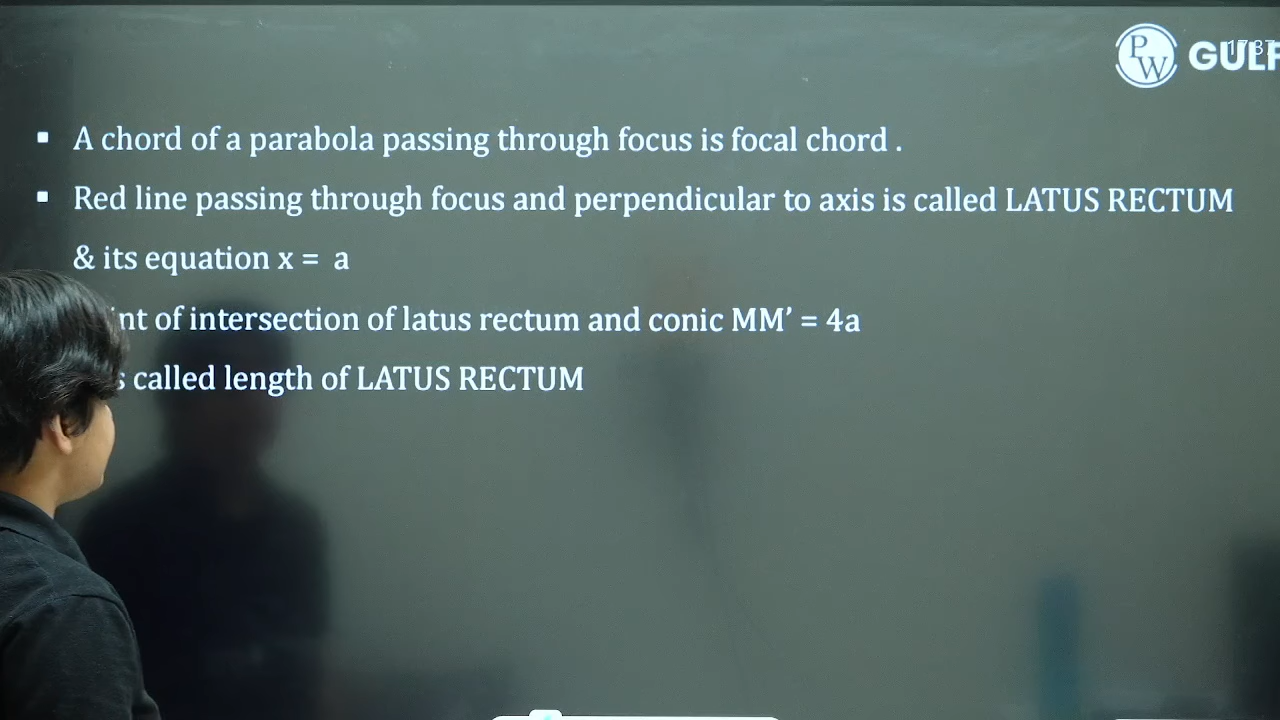 PW GULF
A chord of a parabola passing through focus is focal chord .
Red line passing through focus and perpendicular to axis is called LATUS RECTUM
& its equation x = a
of intersection of latus rectum and conic MM’ = 4a
called length of LATUS RECTUM